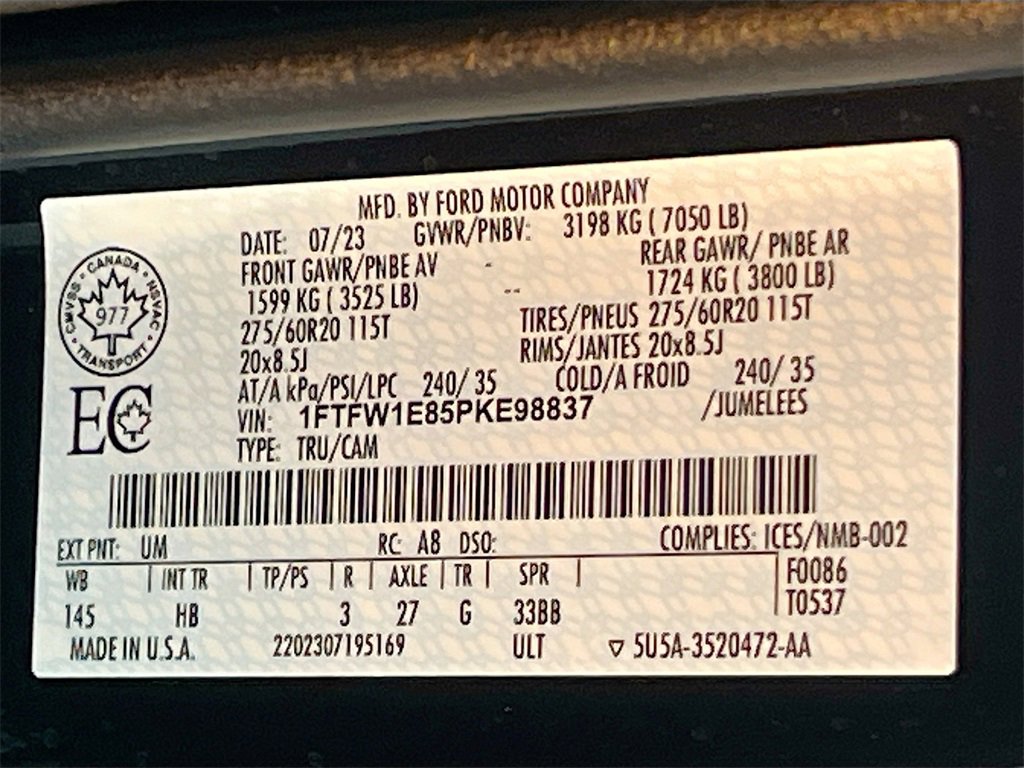 MFD. BY FORD MOTOR COMPANY
DATE: 07/23 GVWR/PNBV: 3198 KG ( 7050 LB)
FRONT GAWR/PNBE AV REAR GAWR/ PNBE AR
1599 KG ( 3525 LB) 1724 KG ( 3800 LB)
275/60R20 115T TIRES/PNEUS 275/60R20 115T
20x8.5J RIMS/JANTES 20x8.5J
AT/A kPa/PSI/LPC 240/ 35 COLD/A FROID 240/ 35
VIN: 1FTFW1E85PKE98837 /JUMELEES
TYPE: TRU/CAM
CANADA
CMVSS • NSVAC
977
TRANSPORT
EC
EXT PNT: UM RC: A8 DSO: COMPLIES: ICES/NMB-002
WB | INT TR | TP/PS | R | AXLE | TR | SPR | F0086
145 HB 3 27 G 33BB T0537
MADE IN U.S.A. 2202307195169 ULT ▽ 5U5A-3520472-AA